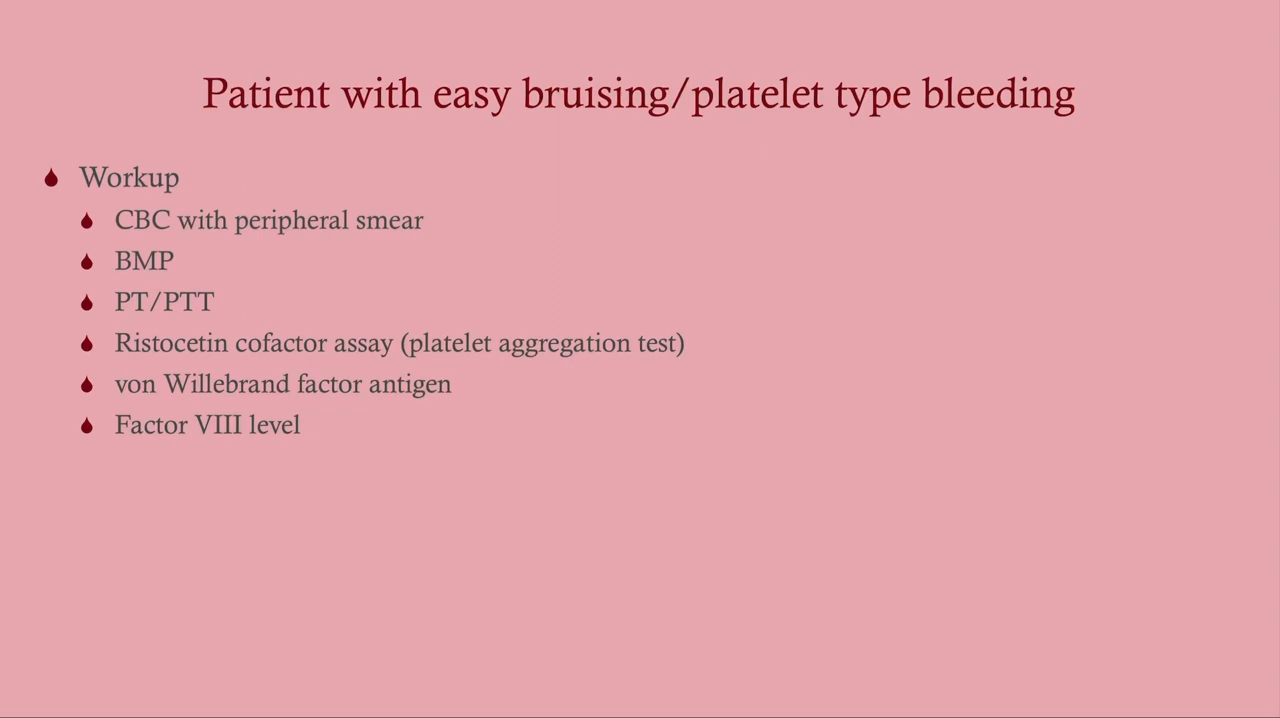 Patient with easy bruising/platelet type bleeding
Workup
CBC with peripheral smear
BMP
PT/PTT
Ristocetin cofactor assay (platelet aggregation test)
von Willebrand factor antigen
Factor VIII level